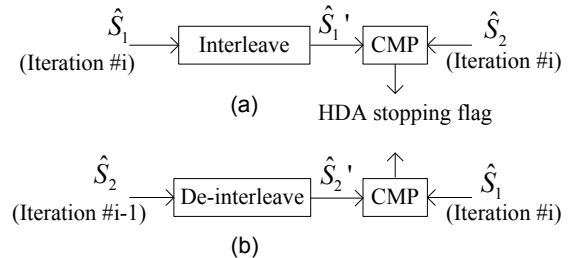 Ŝ₁ Interleave Ŝ₁' CMP Ŝ₂
(Iteration #i) (Iteration #i)
(a) HDA stopping flag
Ŝ₂ De-interleave Ŝ₂' CMP Ŝ₁
(Iteration #i-1) (Iteration #i)
(b)